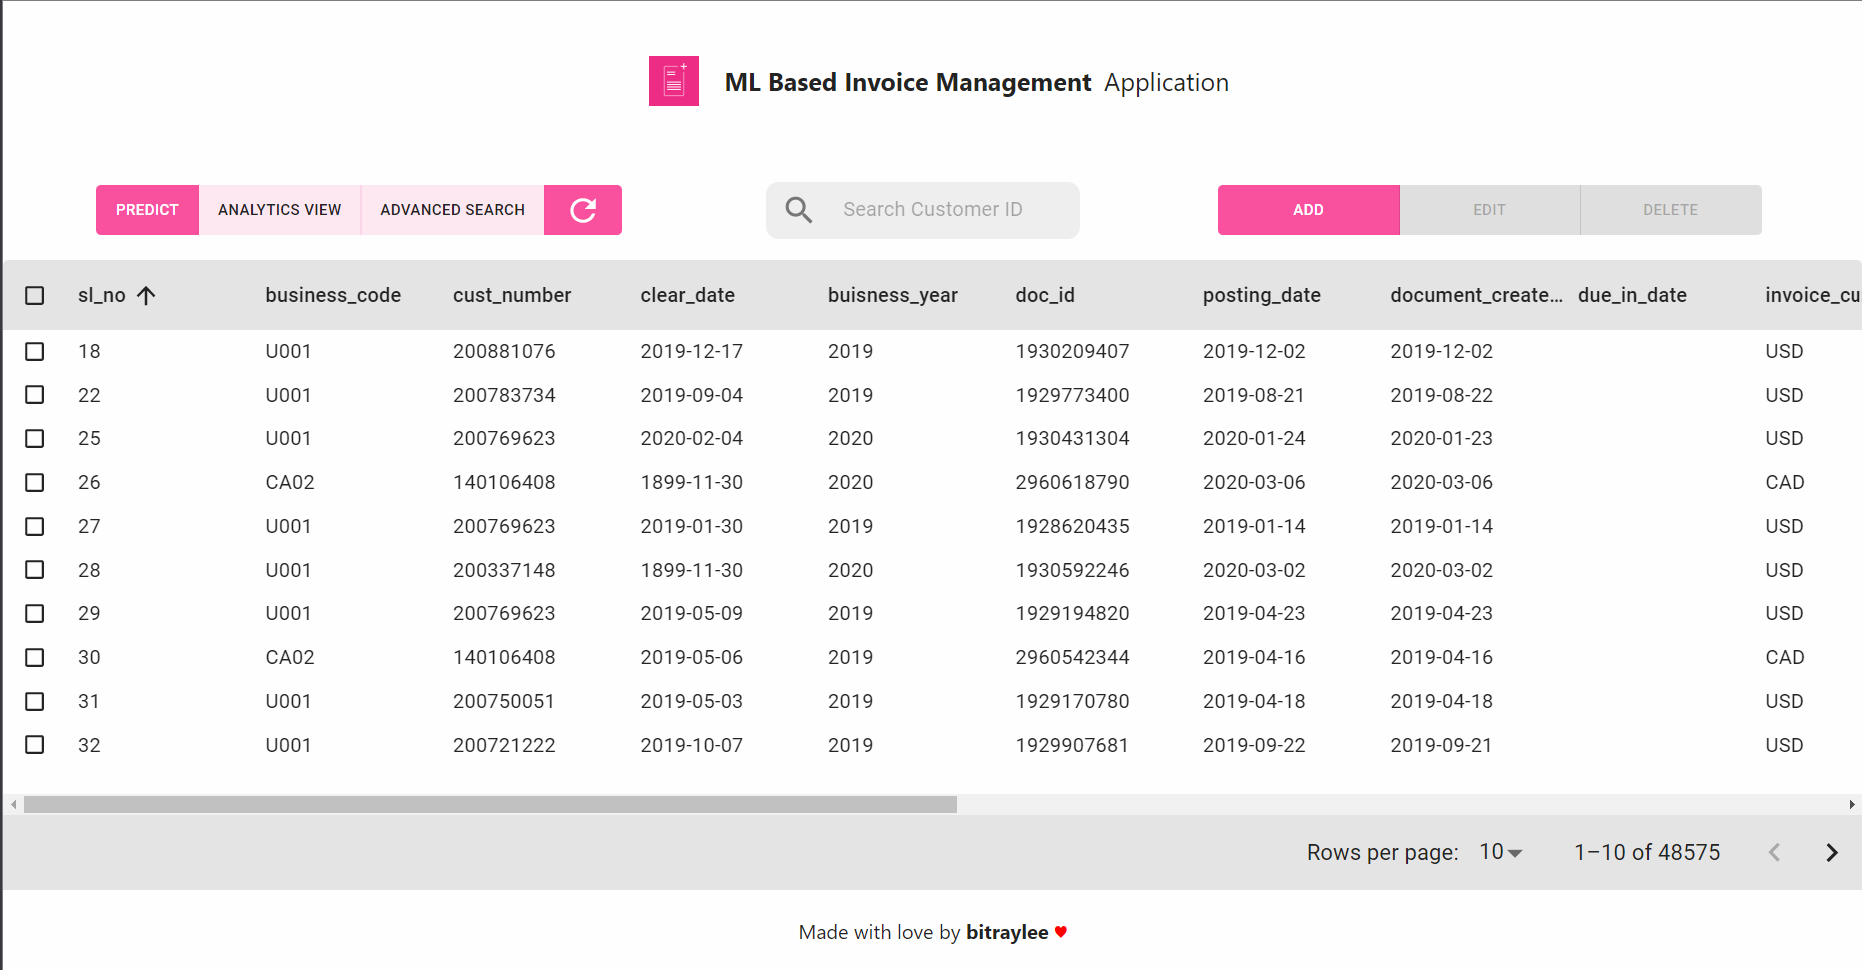 ML Based Invoice Management Application
PREDICT ANALYTICS VIEW ADVANCED SEARCH Search Customer ID ADD EDIT DELETE
sl_no business_code cust_number clear_date buisness_year doc_id posting_date document_create... due_in_date invoice_cu
18 U001 200881076 2019-12-17 2019 1930209407 2019-12-02 2019-12-02 USD
22 U001 200783734 2019-09-04 2019 1929773400 2019-08-21 2019-08-22 USD
25 U001 200769623 2020-02-04 2020 1930431304 2020-01-24 2020-01-23 USD
26 CA02 140106408 1899-11-30 2020 2960618790 2020-03-06 2020-03-06 CAD
27 U001 200769623 2019-01-30 2019 1928620435 2019-01-14 2019-01-14 USD
28 U001 200337148 1899-11-30 2020 1930592246 2020-03-02 2020-03-02 USD
29 U001 200769623 2019-05-09 2019 1929194820 2019-04-23 2019-04-23 USD
30 CA02 140106408 2019-05-06 2019 2960542344 2019-04-16 2019-04-16 CAD
31 U001 200750051 2019-05-03 2019 1929170780 2019-04-18 2019-04-18 USD
32 U001 200721222 2019-10-07 2019 1929907681 2019-09-22 2019-09-21 USD
Rows per page: 10 1–10 of 48575
Made with love by bitraylee ♥